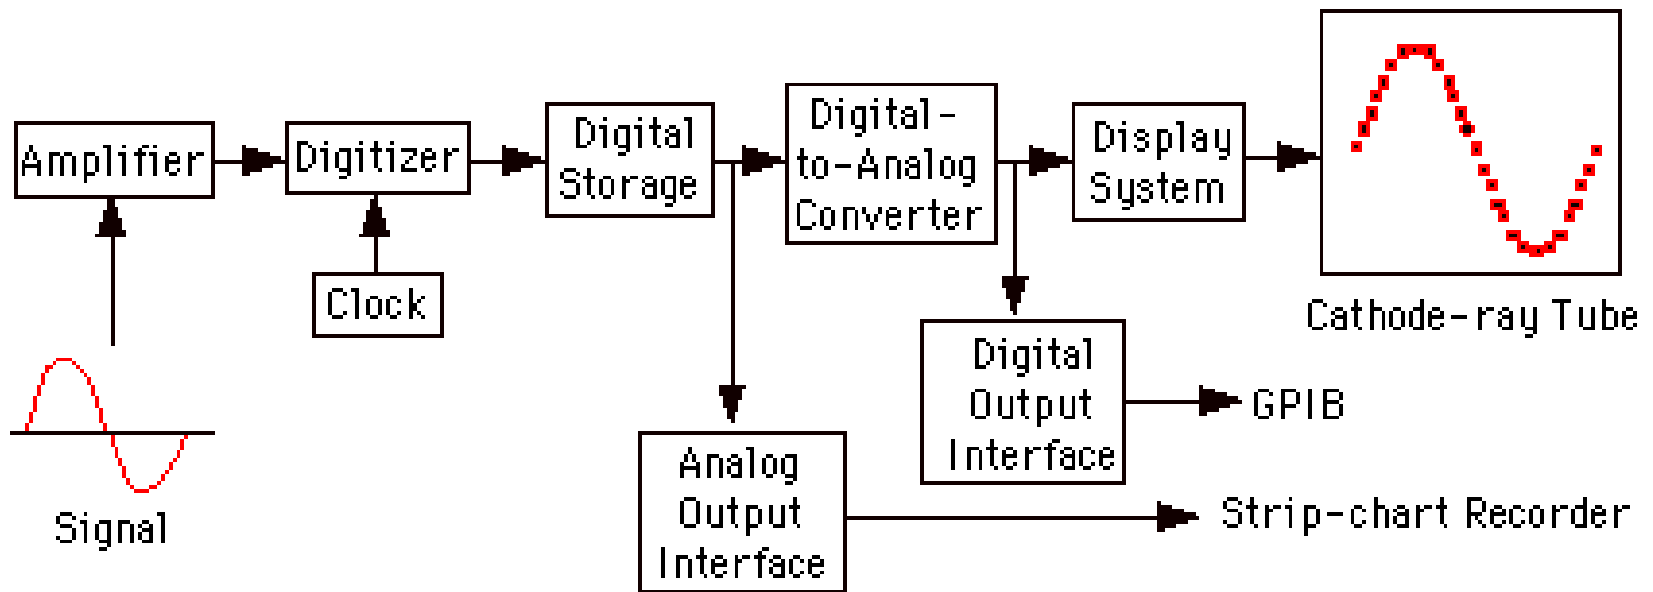 Amplifier
Digitizer
Clock
Signal
Digital
Storage
Digital-
to-Analog
Converter
Display
System
Cathode-ray Tube
Digital
Output
Interface
GPIB
Analog
Output
Interface
Strip-chart Recorder